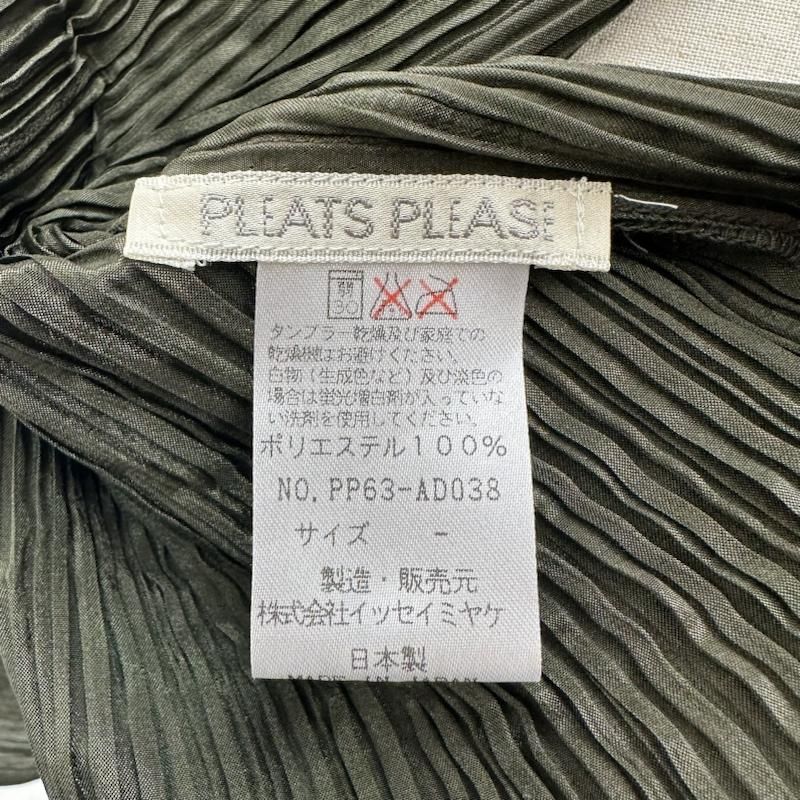 PLEATS PLEASE
弱
30
タンブラー乾燥及び家庭での
乾燥機はお避けください。
白物（生成色など）及び淡色の
場合は蛍光増白剤が入っていな
い洗剤を使用してください。
ポリエステル100%
NO. PP63-AD038
サイズ -
製造・販売元
株式会社イッセイミヤケ
日本製
MADE IN JAPAN